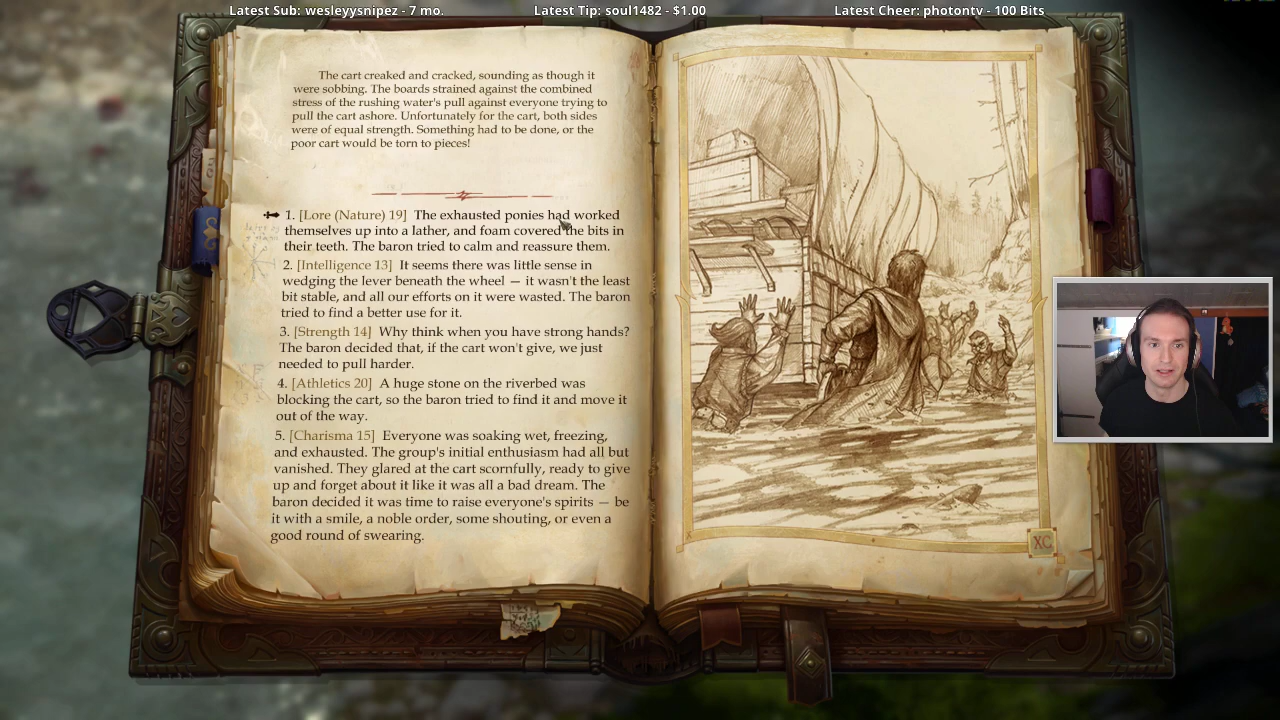 Latest Sub: wesleyysnipez - 7 mo. Latest Tip: soul1482 - $1.00 Latest Cheer: photontv - 100 Bits
The cart creaked and cracked, sounding as though it
were sobbing. The boards strained against the combined
stress of the rushing water's pull against everyone trying to
pull the cart ashore. Unfortunately for the cart, both sides
were of equal strength. Something had to be done, or the
poor cart would be torn to pieces!
1. [Lore (Nature) 19] The exhausted ponies had worked
themselves up into a lather, and foam covered the bits in
their teeth. The baron tried to calm and reassure them.
2. [Intelligence 13] It seems there was little sense in
wedging the lever beneath the wheel — it wasn't the least
bit stable, and all our efforts on it were wasted. The baron
tried to find a better use for it.
3. [Strength 14] Why think when you have strong hands?
The baron decided that, if the cart won't give, we just
needed to pull harder.
4. [Athletics 20] A huge stone on the riverbed was
blocking the cart, so the baron tried to find it and move it
out of the way.
5. [Charisma 15] Everyone was soaking wet, freezing,
and exhausted. The group's initial enthusiasm had all but
vanished. They glared at the cart scornfully, ready to give
up and forget about it like it was all a bad dream. The
baron decided it was time to raise everyone's spirits — be
it with a smile, a noble order, some shouting, or even a
good round of swearing.
XC